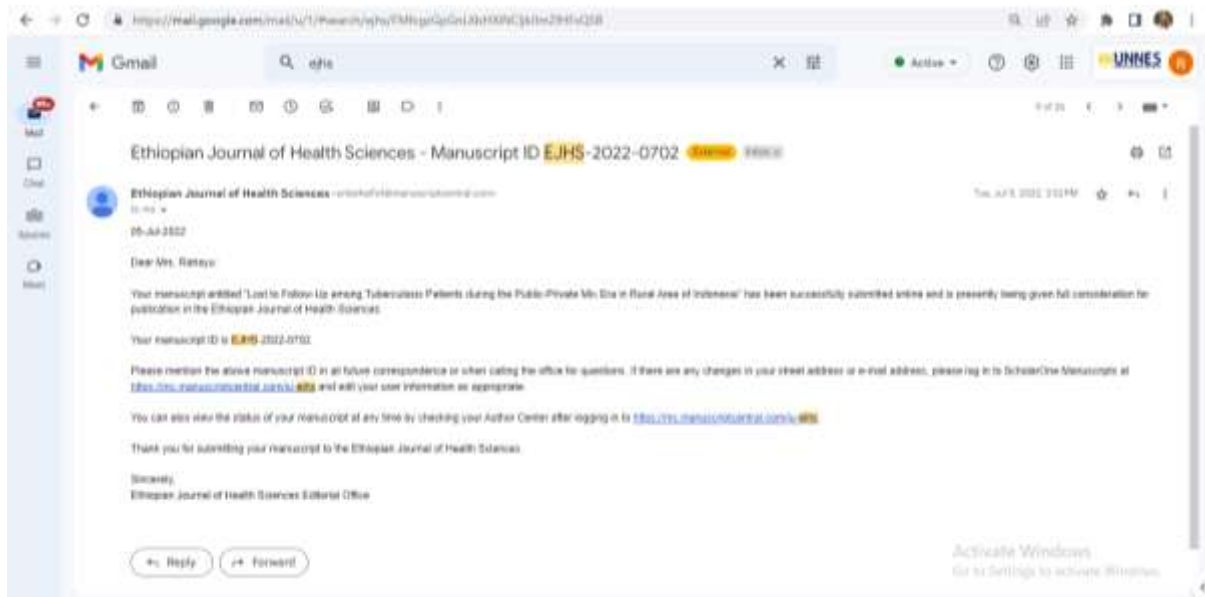 Gmail
ejhs
Active
UNNES
Mail
Chat
Spaces
Meet
Ethiopian Journal of Health Sciences - Manuscript ID EJHS-2022-0702 External Inbox x
Ethiopian Journal of Health Sciences
to me
05-Jul-2022
Dear Mrs. Rahayu:
Your manuscript entitled "Lost to Follow-Up among Tuberculosis Patients during the Public-Private Mix Era in Rural Area of Indonesia" has been successfully submitted online and is presently being given full consideration for
publication in the Ethiopian Journal of Health Sciences.
Your manuscript ID is EJHS-2022-0702.
Please mention the above manuscript ID in all future correspondence or when calling the office for questions. If there are any changes in your street address or e-mail address, please log in to ScholarOne Manuscripts at
https://mc.manuscriptcentral.com/ju-ejhs and edit your user information as appropriate.
You can also view the status of your manuscript at any time by checking your Author Center after logging in to https://mc.manuscriptcentral.com/ju-ejhs.
Thank you for submitting your manuscript to the Ethiopian Journal of Health Sciences.
Sincerely,
Ethiopian Journal of Health Sciences Editorial Office
Reply
Forward
Activate Windows
Go to Settings to activate Windows.